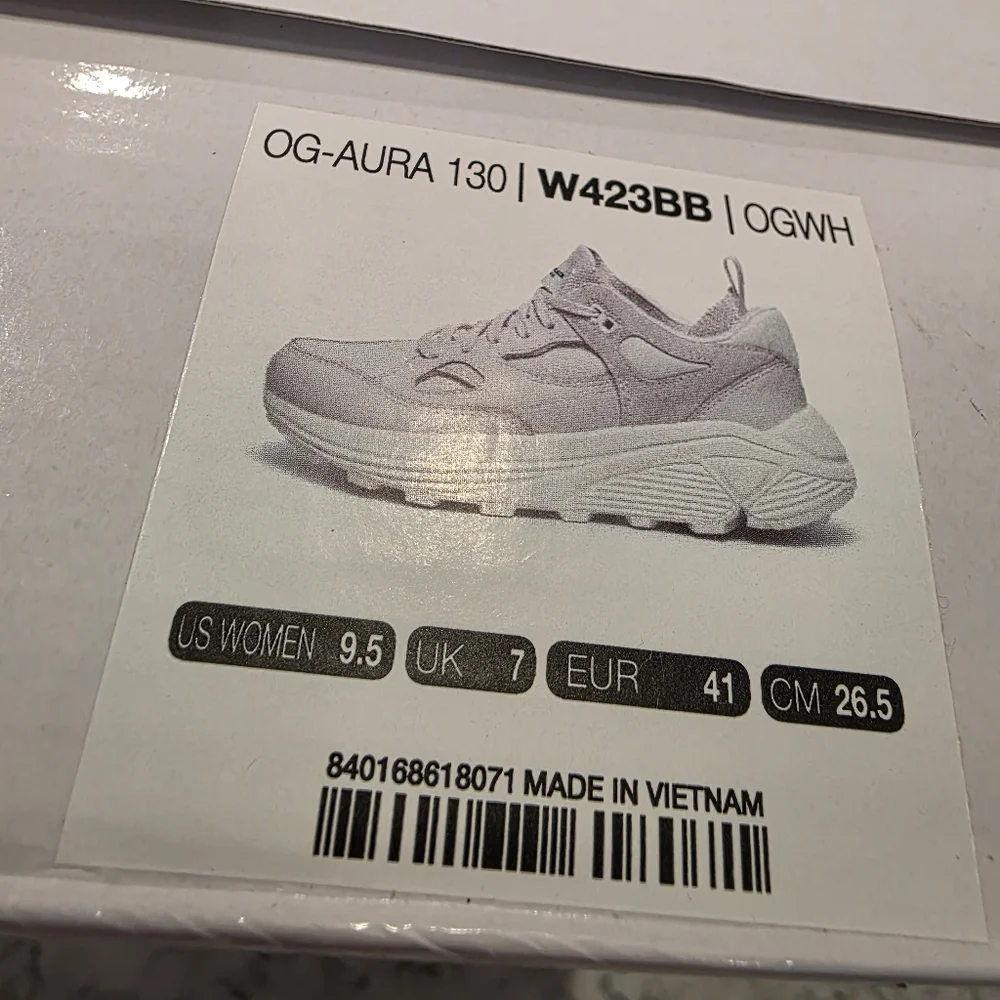 OG-AURA 130 | W423BB | OGWH
US WOMEN 9.5 UK 7 EUR 41 CM 26.5
840168618071 MADE IN VIETNAM